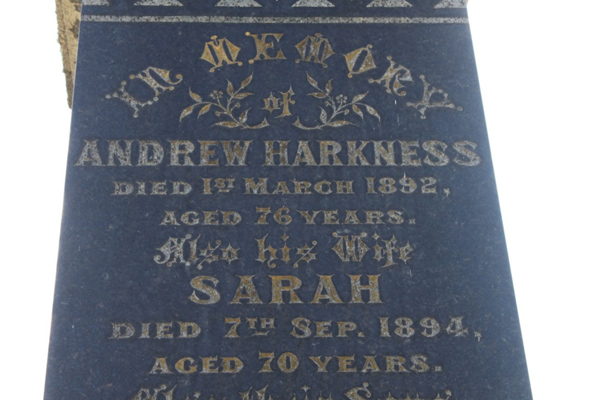 IN MEMORY
of
ANDREW HARKNESS
DIED 1ST MARCH 1892,
AGED 76 YEARS.
Also his Wife
SARAH
DIED 7TH SEP. 1894,
AGED 70 YEARS.